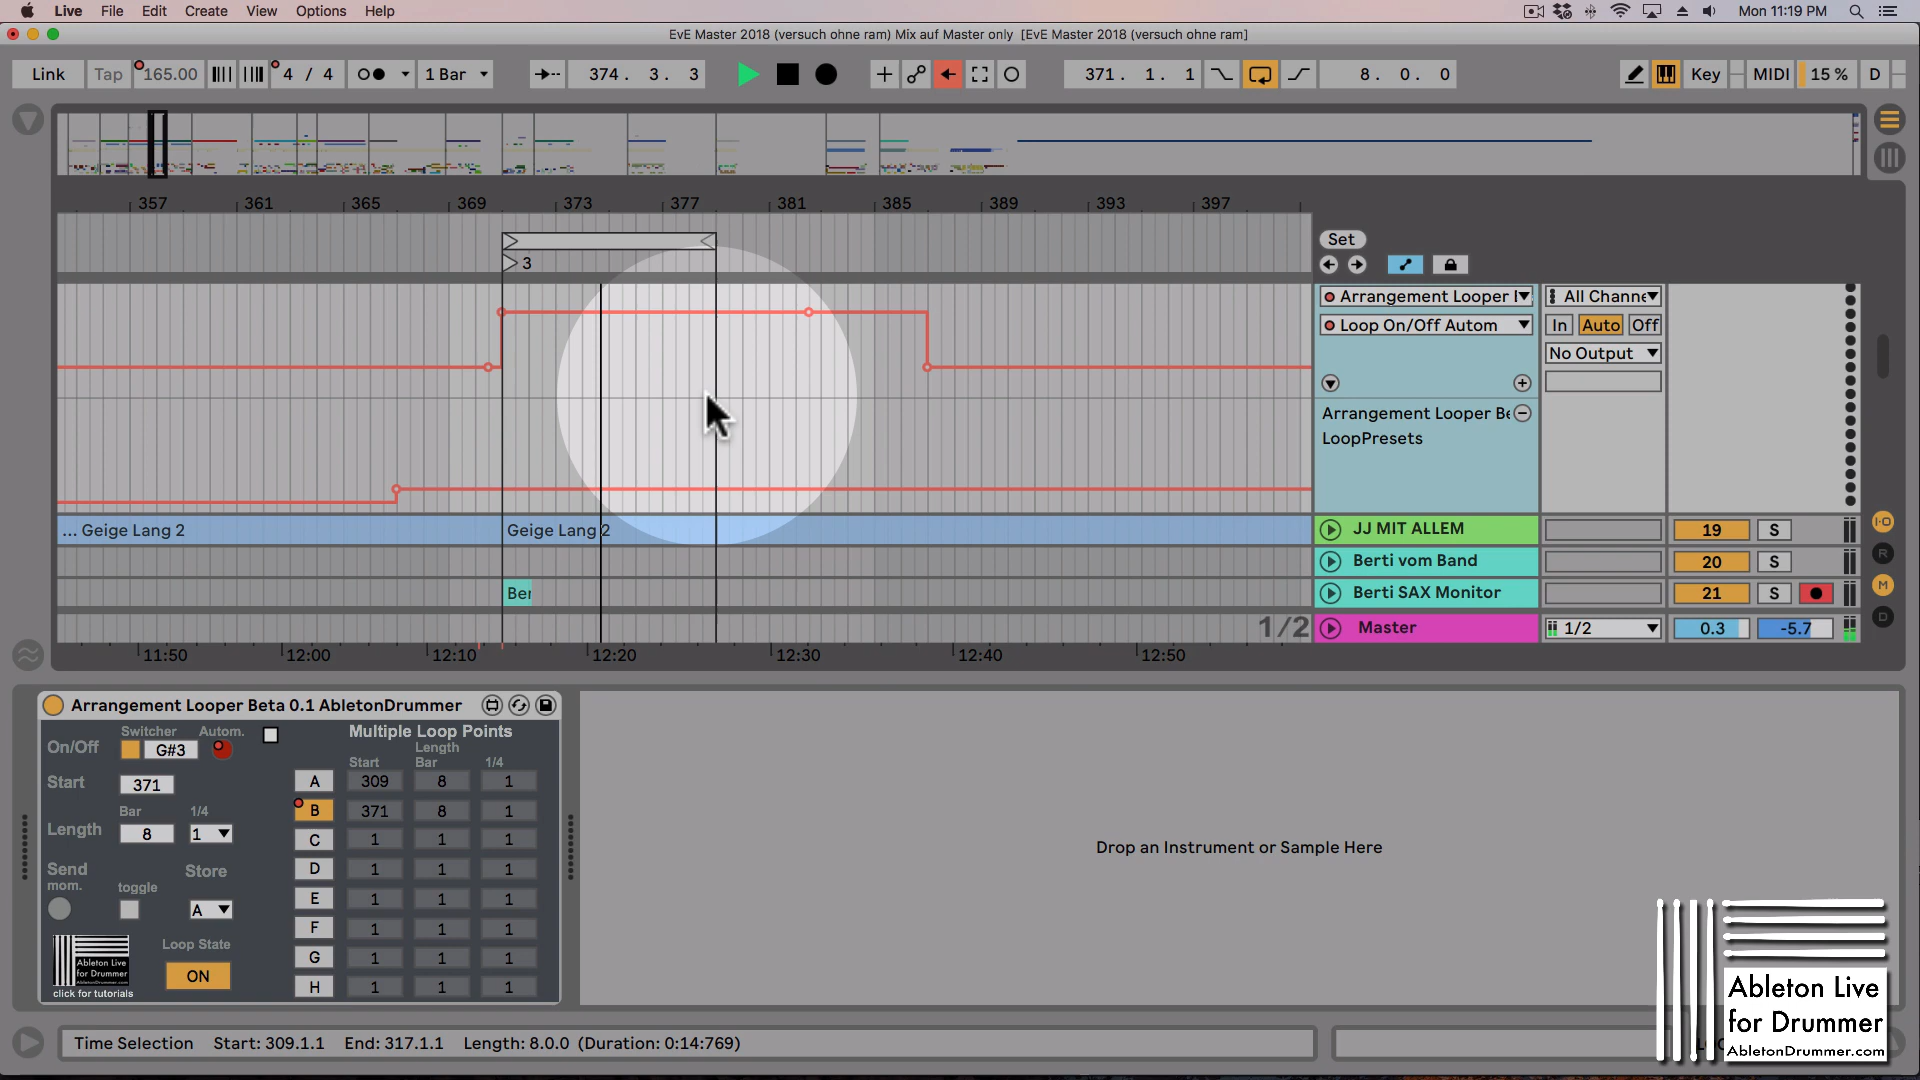 Live File Edit Create View Options Help
Mon 11:19 PM
EvE Master 2018 (versuch ohne ram) Mix auf Master only [EvE Master 2018 (versuch ohne ram)]
Link Tap 165.00 4 / 4 1 Bar 374. 3. 3 371. 1. 1 8. 0. 0 Key MIDI 15 % D
357 361 365 369 373 377 381 385 389 393 397
Set
3
Arrangement Looper All Channe
Loop On/Off Autom In Auto Off
No Output
Arrangement Looper Be
LoopPresets
... Geige Lang 2 Geige Lang 2 JJ MIT ALLEM 19 S
Berti vom Band 20 S
Ber Berti SAX Monitor 21 S
1/2 Master 1/2 0.3 -5.7
11:50 12:00 12:10 12:20 12:30 12:40 12:50
I·O
R
M
D
Arrangement Looper Beta 0.1 AbletonDrummer
Switcher Autom. Multiple Loop Points
On/Off G#3 Length
Start Bar 1/4
Start 371 A 309 8 1
Bar 1/4 B 371 8 1
Length 8 1 C 1 1 1
Send Store D 1 1 1
mom. toggle E 1 1 1
A F 1 1 1
Loop State G 1 1 1
ON H 1 1 1
Ableton Live
for Drummer
AbletonDrummer.com
click for tutorials
Drop an Instrument or Sample Here
Ableton Live
for Drummer
AbletonDrummer.com
Time Selection Start: 309.1.1 End: 317.1.1 Length: 8.0.0 (Duration: 0:14:769)